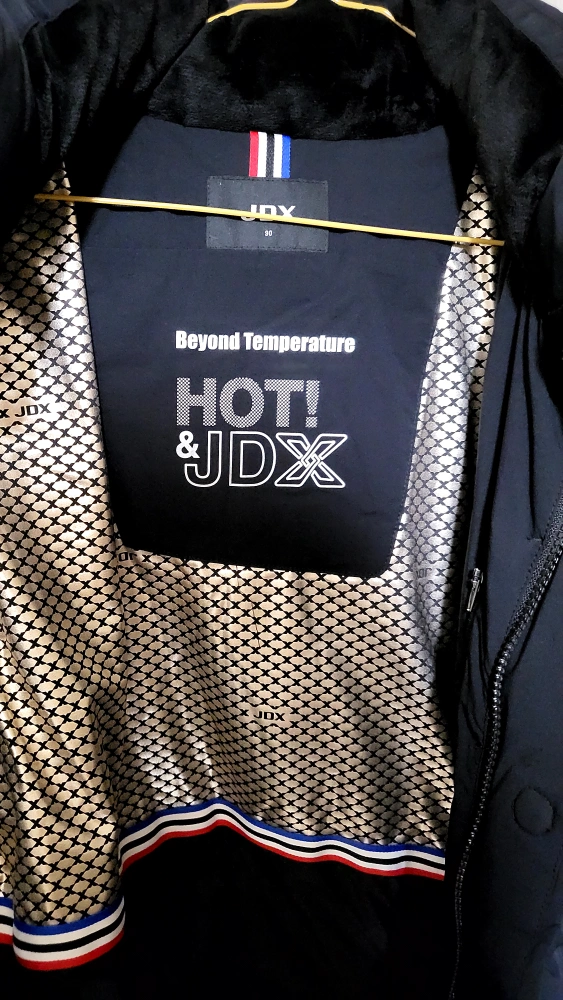 JDX
90
Beyond Temperature
HOT!
&JDX
X JDX
JDX